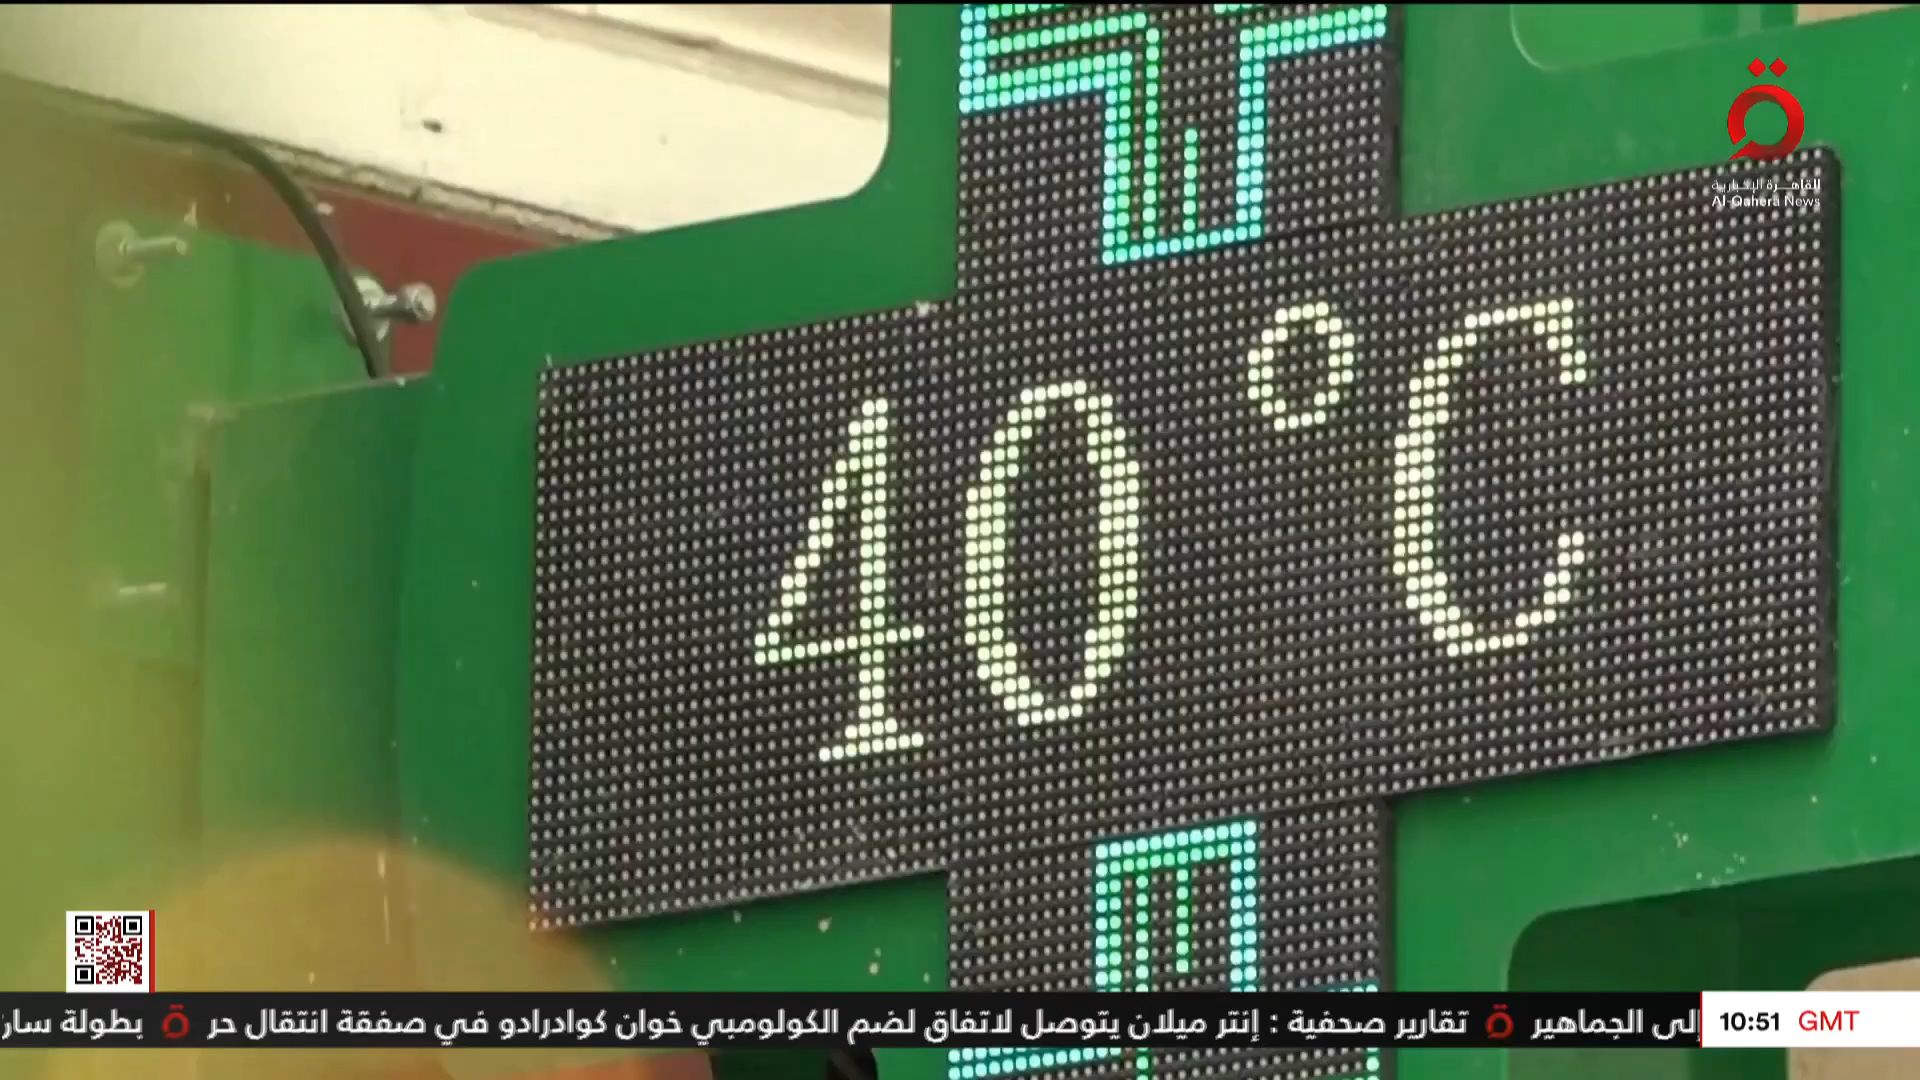 القاهرة الإخبارية
Al-Qahera News
40°C
إلى الجماهير تقارير صحفية : إنتر ميلان يتوصل لاتفاق لضم الكولومبي خوان كوادرادو في صفقة انتقال حر بطولة
10:51 GMT